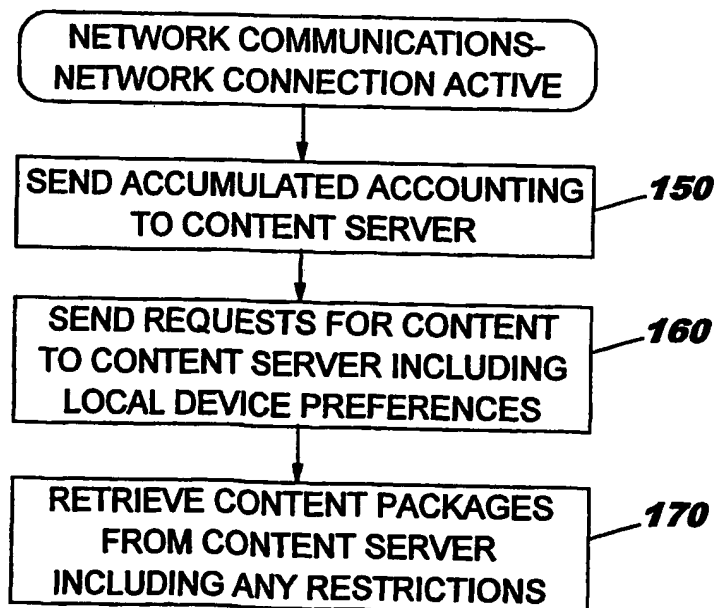 NETWORK COMMUNICATIONS-
NETWORK CONNECTION ACTIVE
SEND ACCUMULATED ACCOUNTING
TO CONTENT SERVER
150
SEND REQUESTS FOR CONTENT
TO CONTENT SERVER INCLUDING
LOCAL DEVICE PREFERENCES
160
RETRIEVE CONTENT PACKAGES
FROM CONTENT SERVER
INCLUDING ANY RESTRICTIONS
170